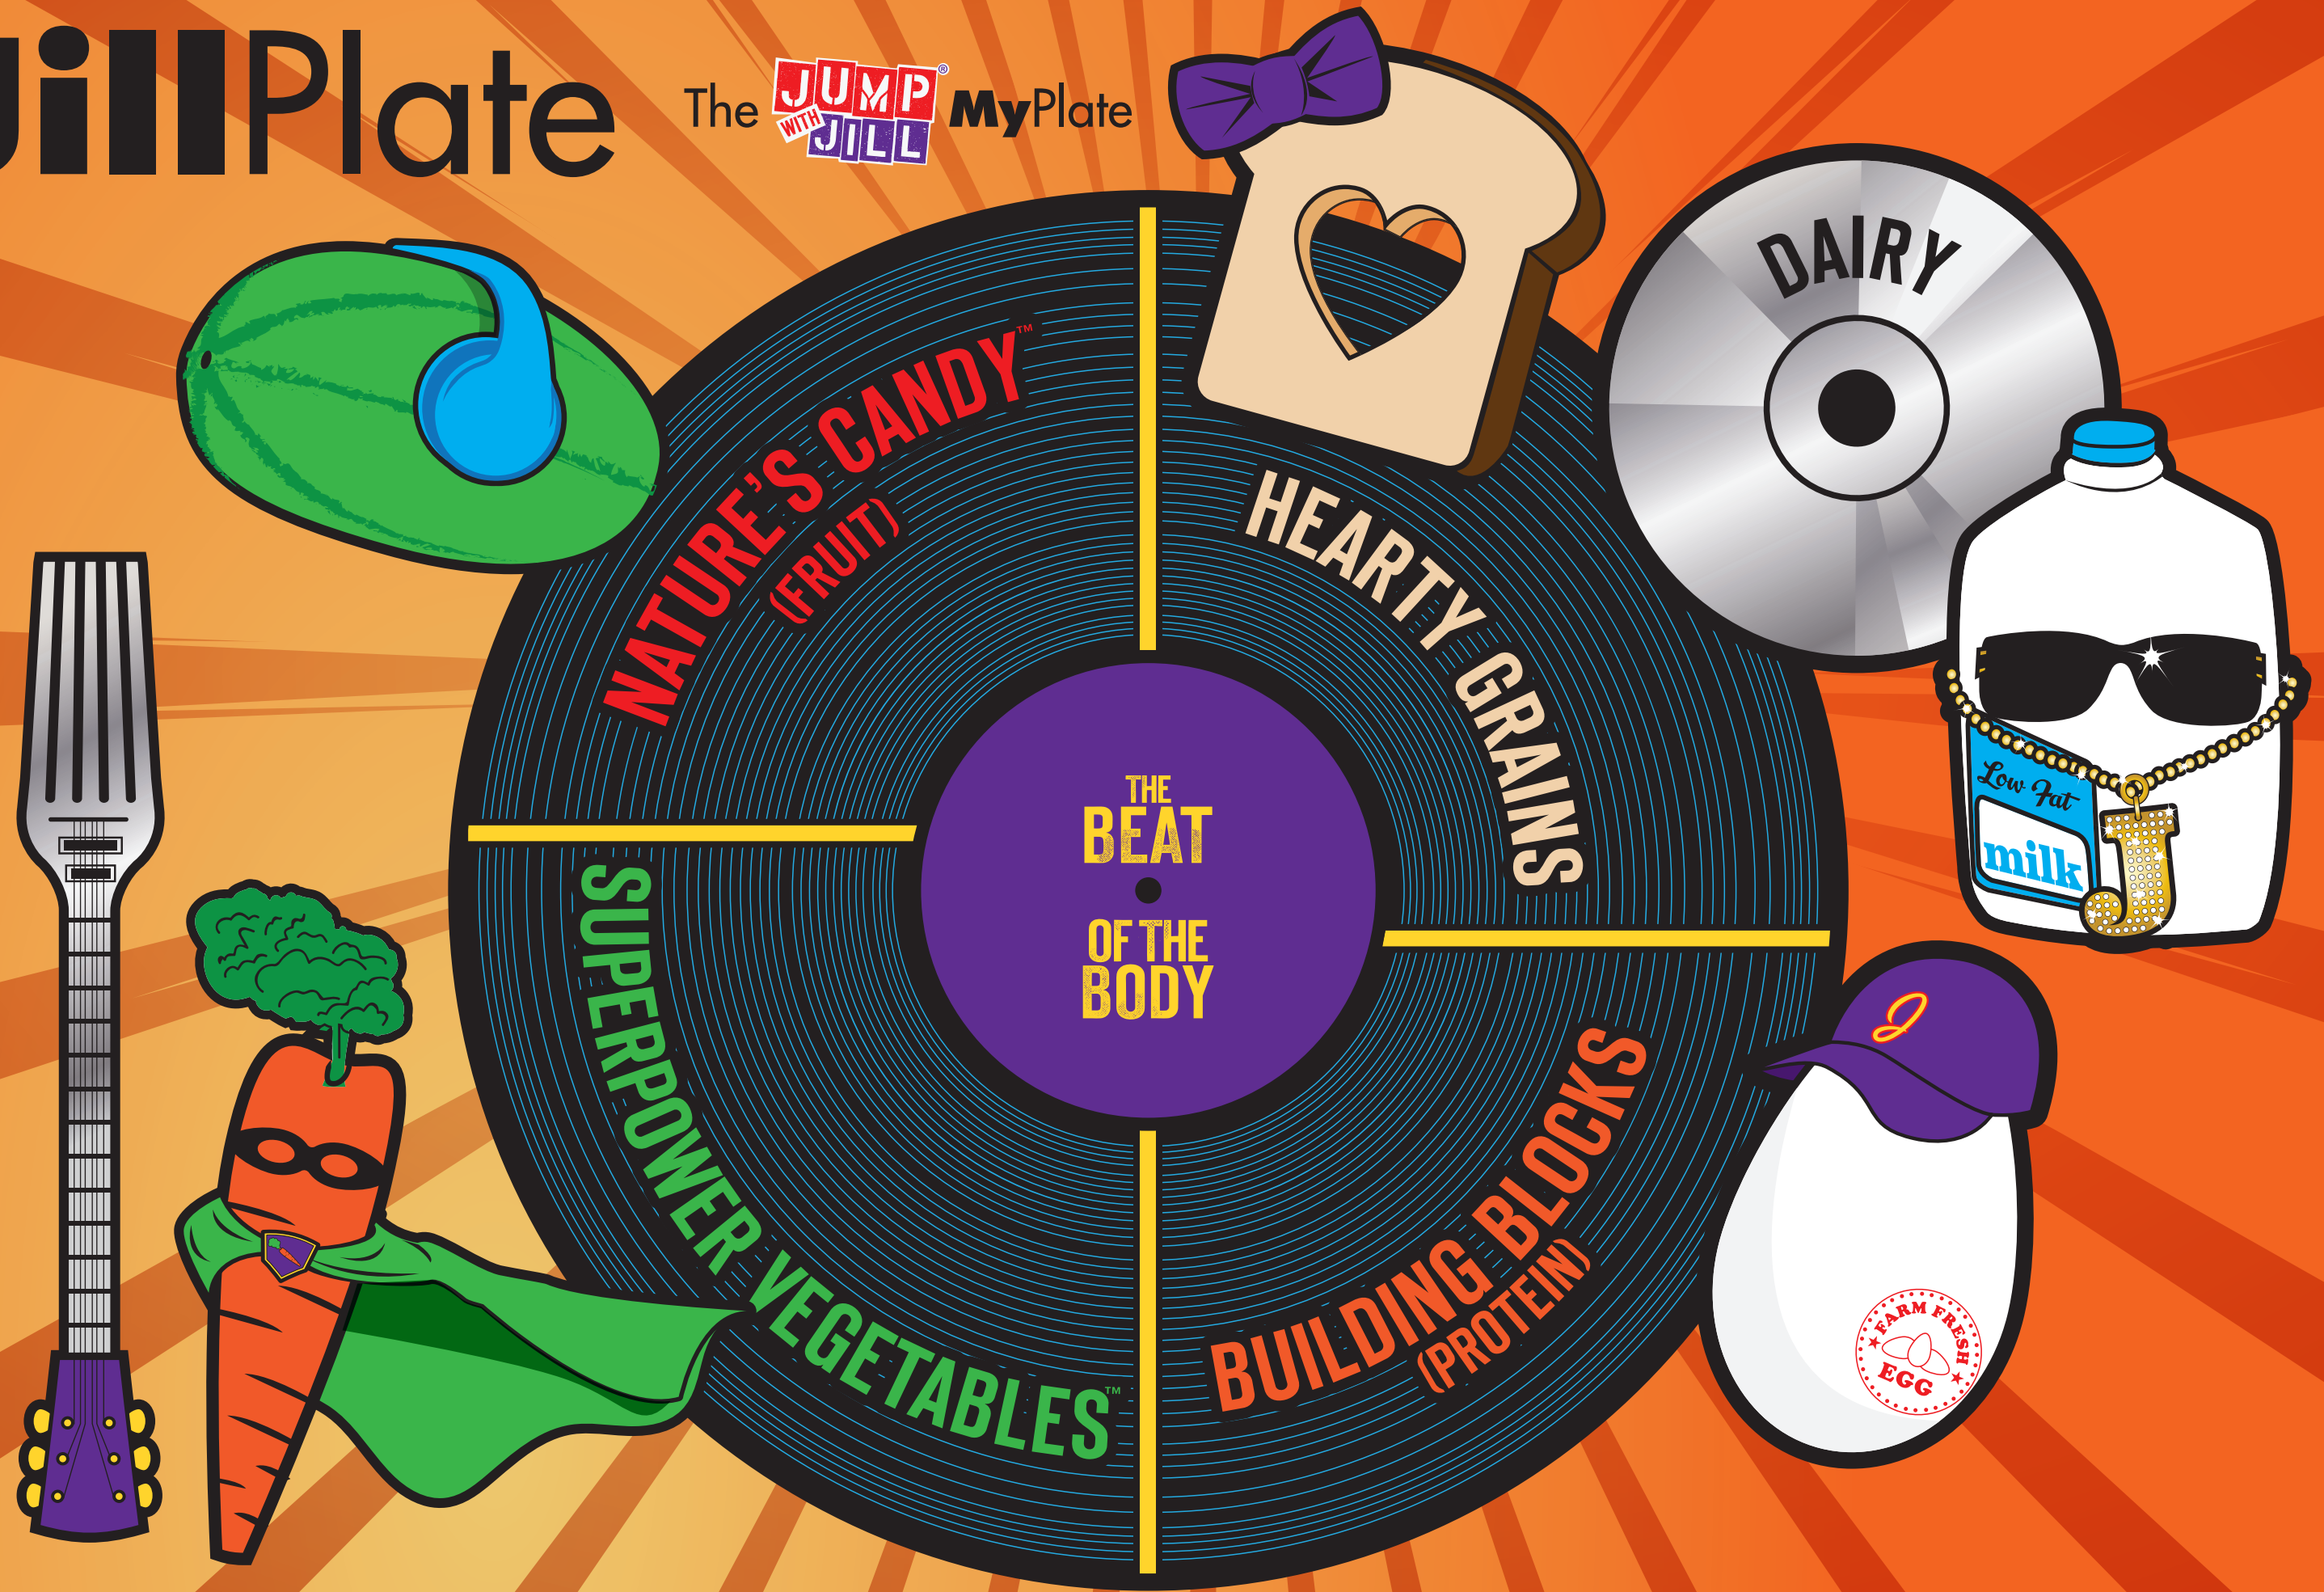 JillPlate
The JUMP WITH JILL® MyPlate
DAIRY
NATURE'S CANDY™
(FRUIT)
HEARTY GRAINS
THE
BEAT
OF THE
BODY
Low Fat
milk
J
J
SUPERPOWER VEGETABLES™
BUILDING BLOCKS
(PROTEIN)
FARM FRESH
EGG